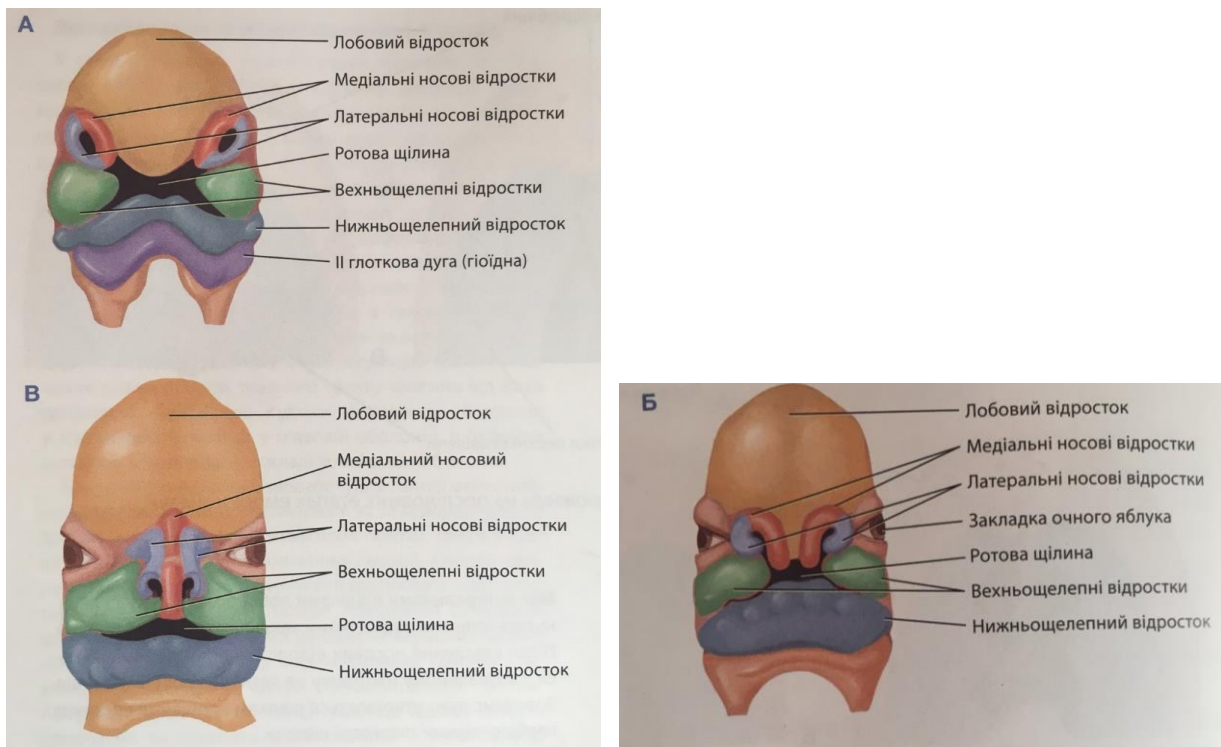 А
Лобовий відросток
Медіальні носові відростки
Латеральні носові відростки
Ротова щілина
Вехньощелепні відростки
Нижньощелепний відросток
ІІ глоткова дуга (гіоїдна)
В
Лобовий відросток
Медіальний носовий
відросток
Латеральні носові відростки
Вехньощелепні відростки
Ротова щілина
Нижньощелепний відросток
Б
Лобовий відросток
Медіальні носові відростки
Латеральні носові відростки
Закладка очного яблука
Ротова щілина
Вехньощелепні відростки
Нижньощелепний відросток